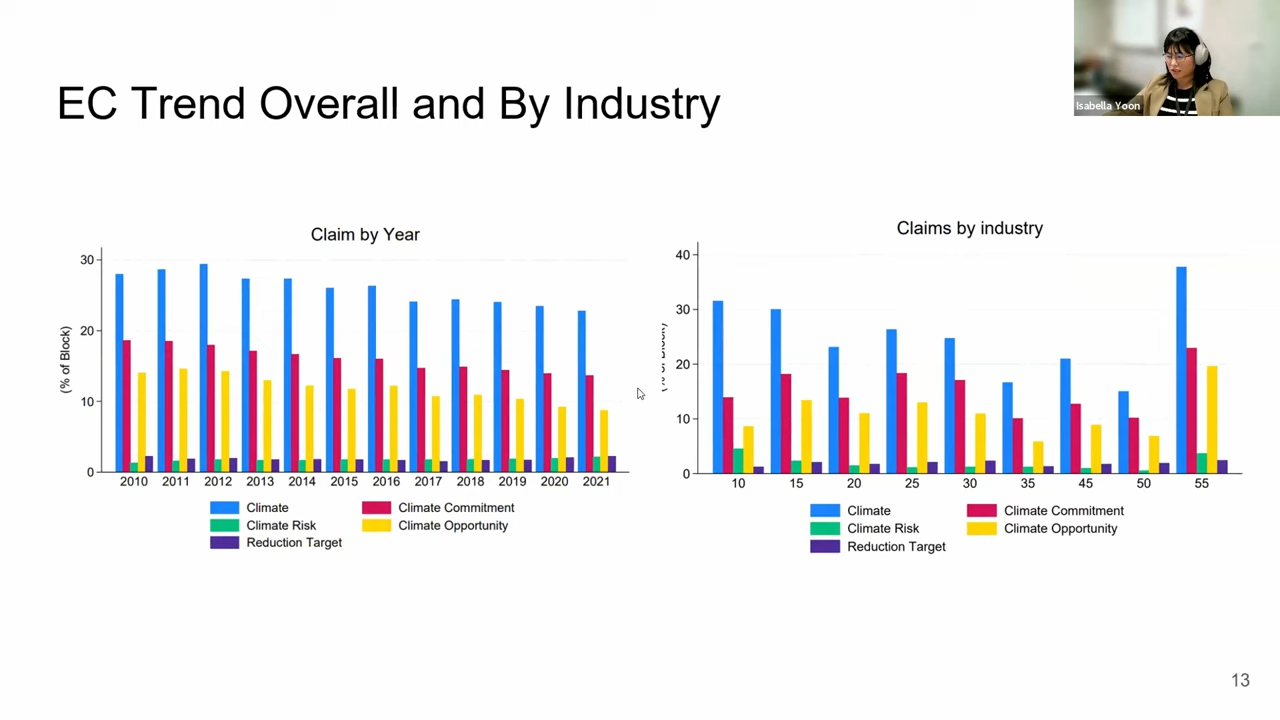 Isabella Yoon
EC Trend Overall and By Industry
Claim by Year
(% of Block)
30
20
10
0
2010 2011 2012 2013 2014 2015 2016 2017 2018 2019 2020 2021
Climate Climate Commitment
Climate Risk Climate Opportunity
Reduction Target
Claims by industry
40
30
20
10
0
10 15 20 25 30 35 45 50 55
Climate Climate Commitment
Climate Risk Climate Opportunity
Reduction Target
13